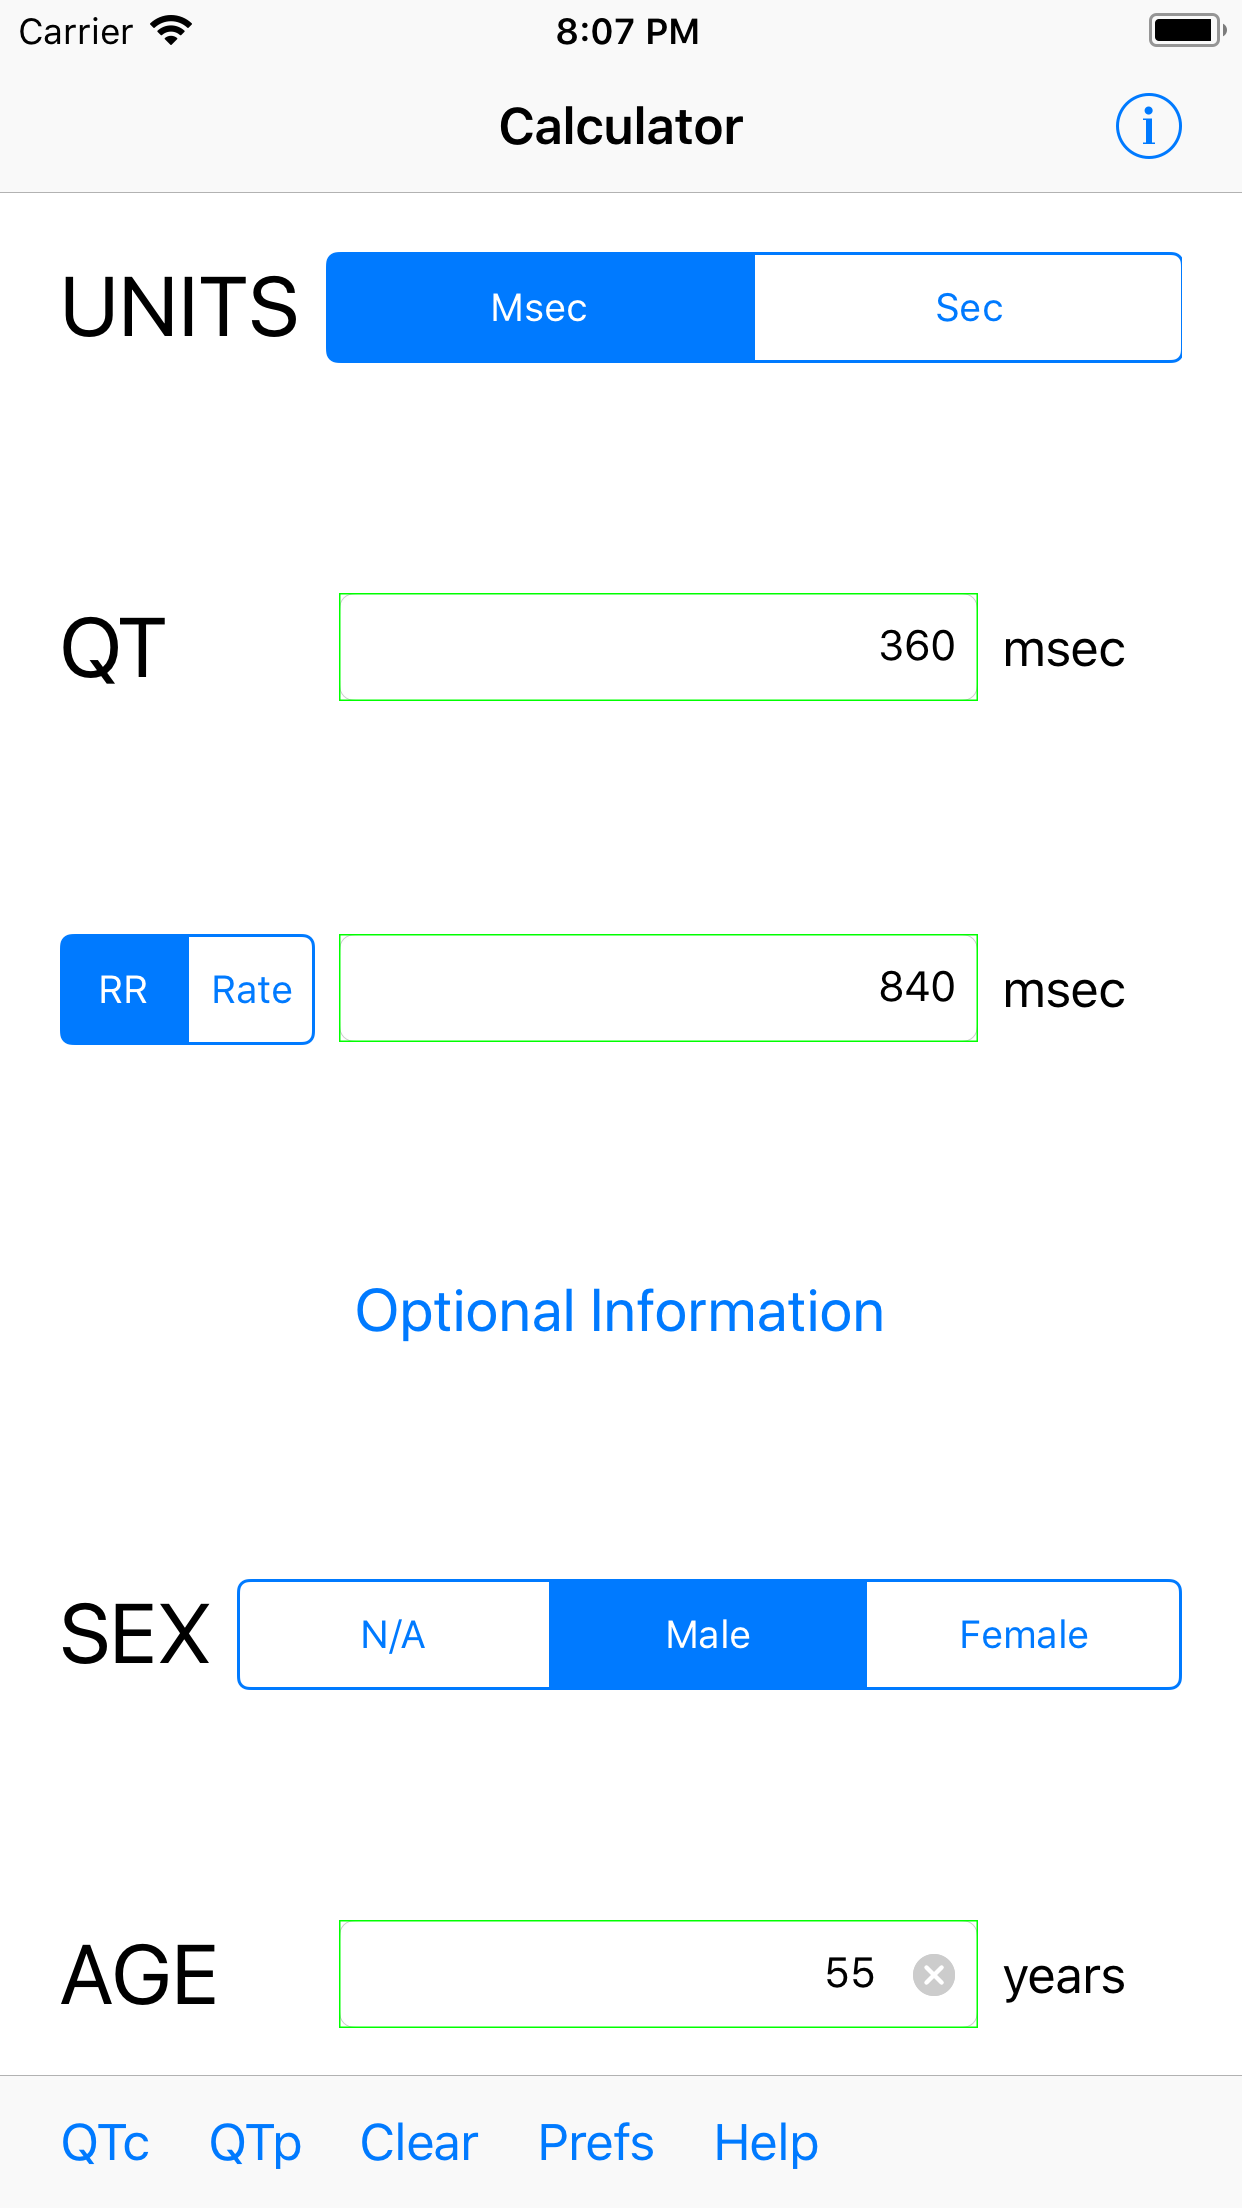 Carrier 8:07 PM
Calculator
UNITS Msec Sec
QT 360 msec
RR Rate 840 msec
Optional Information
SEX N/A Male Female
AGE 55 years
QTc QTp Clear Prefs Help